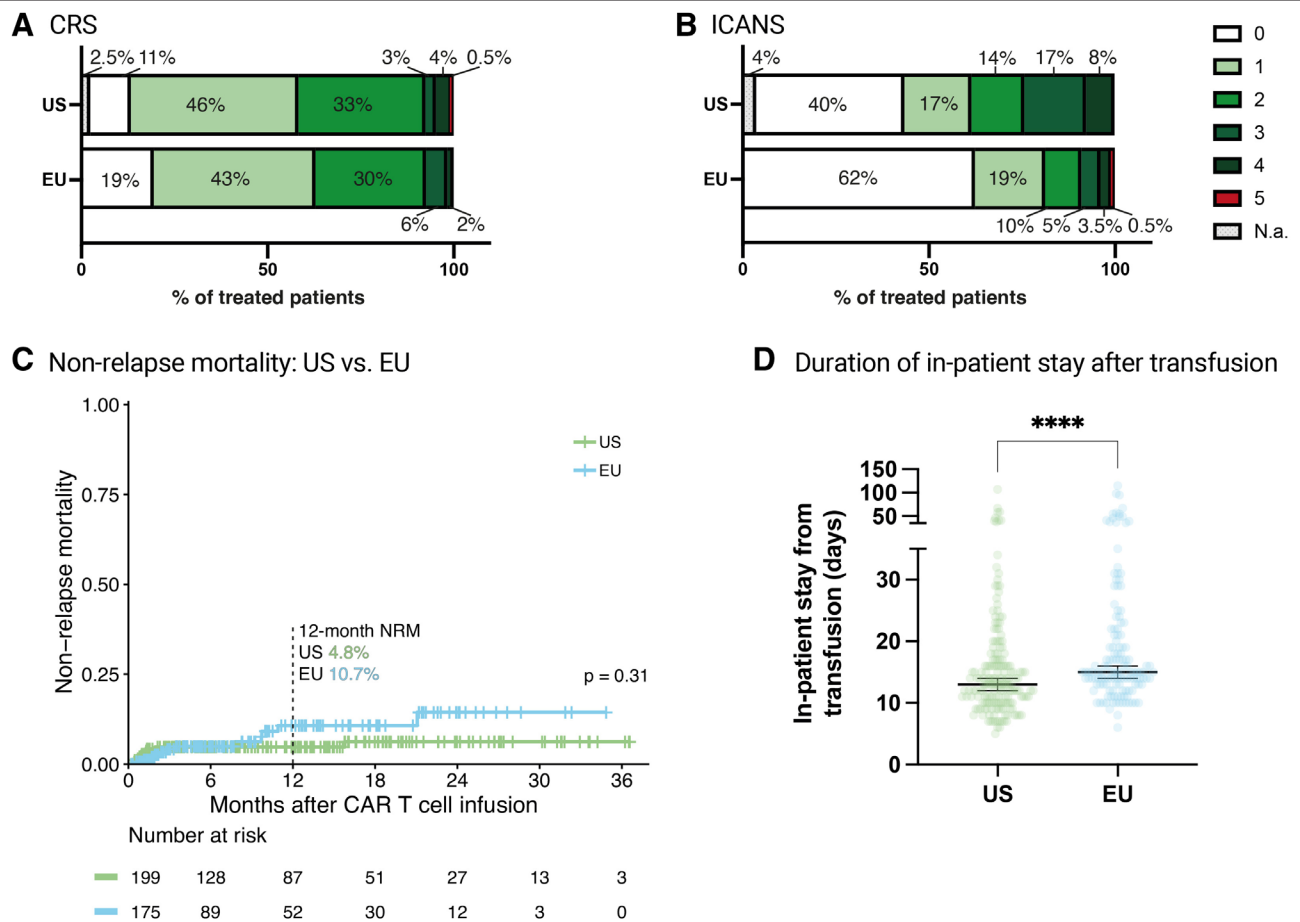 A CRS
2.5% 11% 3% 4% 0.5%
US 46% 33%
EU 19% 43% 30%
6% 2%
0 50 100
% of treated patients
B ICANS
4% 14% 17% 8%
US 40% 17%
EU 62% 19%
10% 5% 3.5% 0.5%
0 50 100
% of treated patients
0
1
2
3
4
5
N.a.
C Non-relapse mortality: US vs. EU
1.00
0.75
0.50
0.25
0.00
Non−relapse mortality
US
EU
12-month NRM
US 4.8%
EU 10.7%
p = 0.31
0 6 12 18 24 30 36
Months after CAR T cell infusion
Number at risk
199 128 87 51 27 13 3
175 89 52 30 12 3 0
D Duration of in-patient stay after transfusion
****
150
100
50
30
20
10
0
In-patient stay from
transfusion (days)
US EU